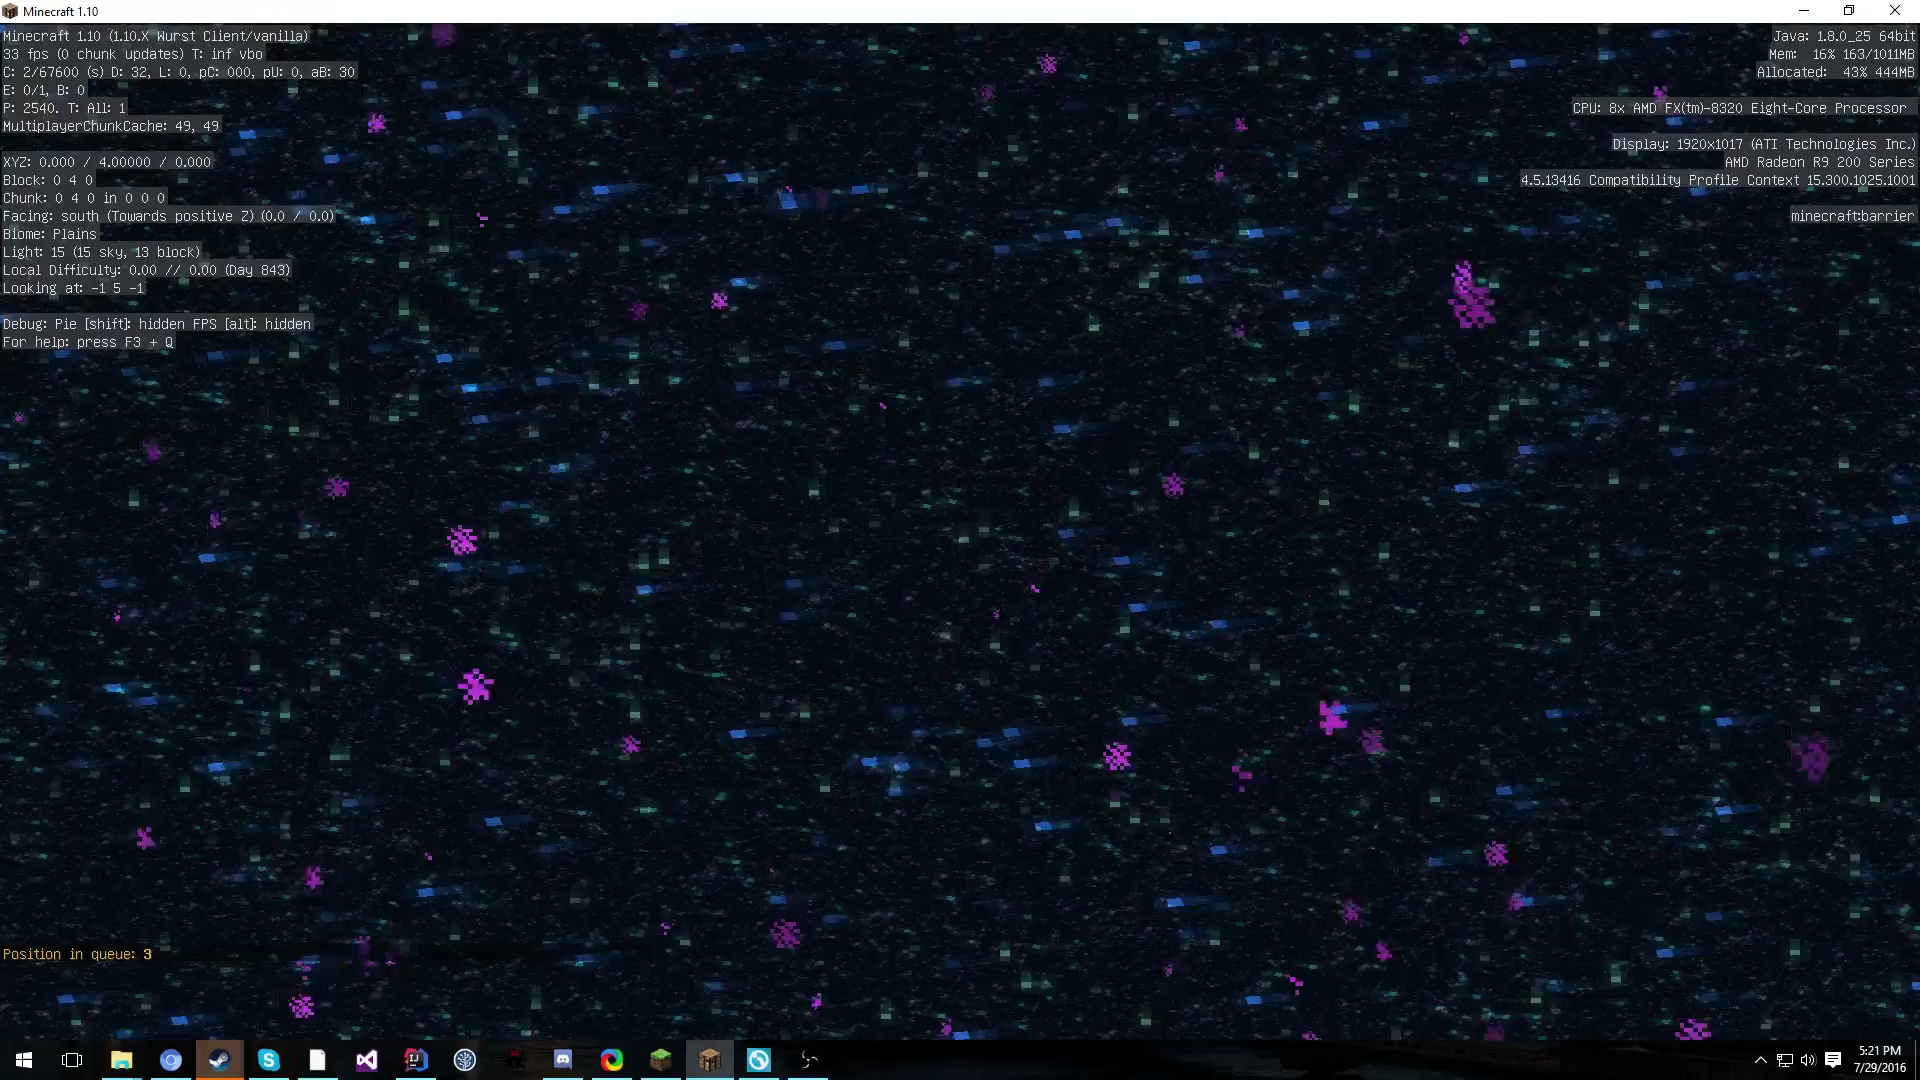 Minecraft 1.10
Minecraft 1.10 (1.10.X Wurst Client/vanilla)
33 fps (0 chunk updates) T: inf vbo
C: 2/67600 (s) D: 32, L: 0, pC: 000, pU: 0, aB: 30
E: 0/1, B: 0
P: 2540. T: All: 1
MultiplayerChunkCache: 49, 49
XYZ: 0.000 / 4.00000 / 0.000
Block: 0 4 0
Chunk: 0 4 0 in 0 0 0
Facing: south (Towards positive Z) (0.0 / 0.0)
Biome: Plains
Light: 15 (15 sky, 13 block)
Local Difficulty: 0.00 // 0.00 (Day 843)
Looking at: -1 5 -1
Debug: Pie [shift]: hidden FPS [alt]: hidden
For help: press F3 + Q
Java: 1.8.0_25 64bit
Mem: 16% 163/1011MB
Allocated: 43% 444MB
CPU: 8x AMD FX(tm)-8320 Eight-Core Processor
Display: 1920x1017 (ATI Technologies Inc.)
AMD Radeon R9 200 Series
4.5.13416 Compatibility Profile Context 15.300.1025.1001
minecraft:barrier
Position in queue: 3
5:21 PM
7/29/2016